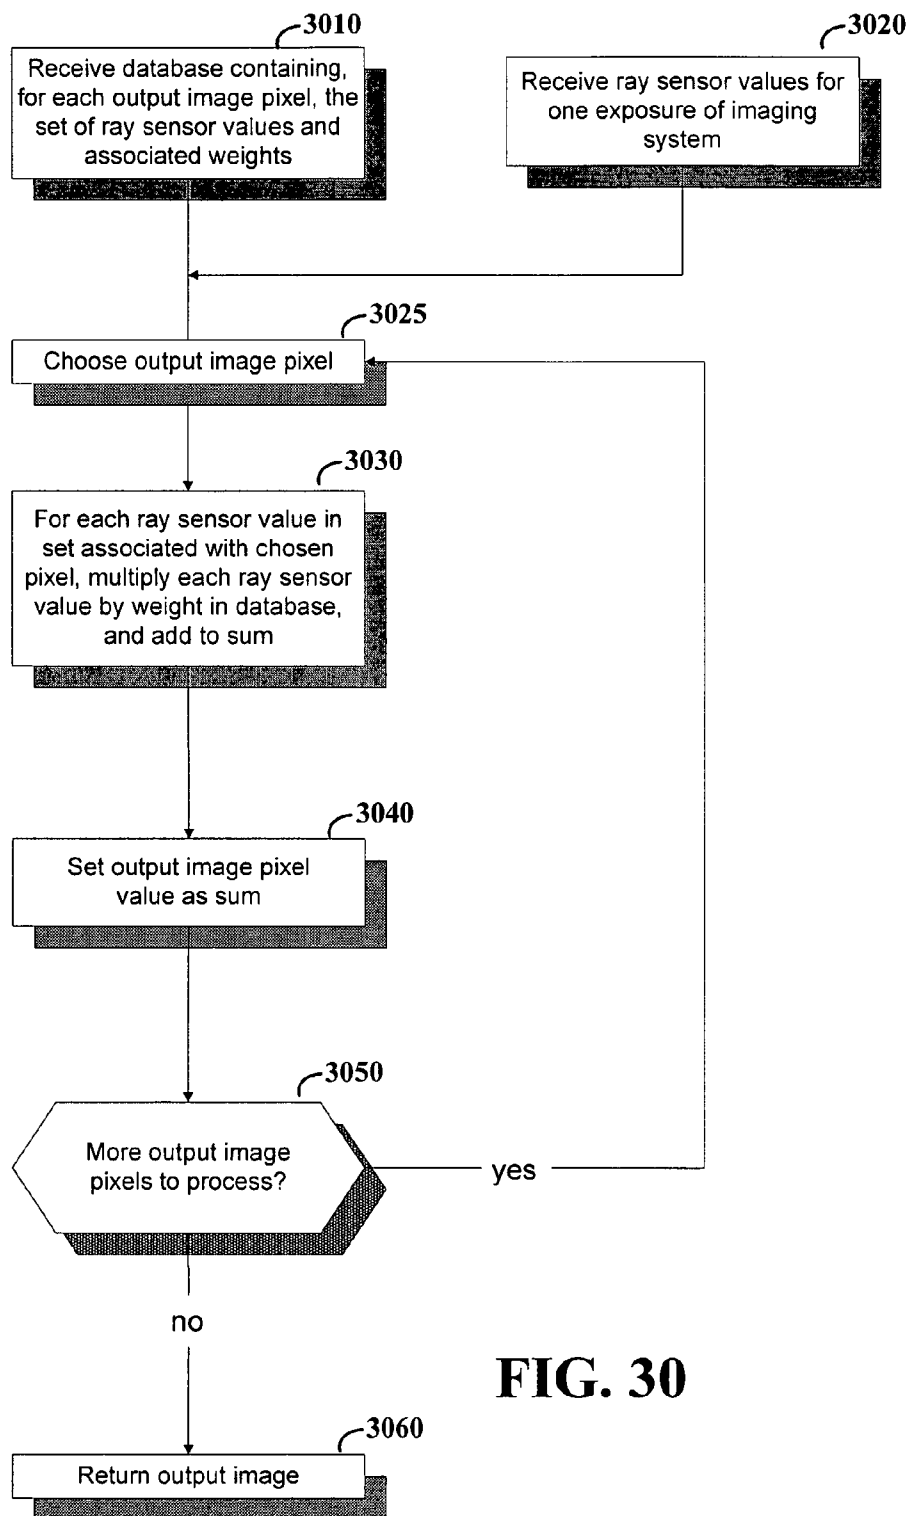 3010
Receive database containing,
for each output image pixel, the
set of ray sensor values and
associated weights
3020
Receive ray sensor values for
one exposure of imaging
system
3025
Choose output image pixel
3030
For each ray sensor value in
set associated with chosen
pixel, multiply each ray sensor
value by weight in database,
and add to sum
3040
Set output image pixel
value as sum
3050
More output image
pixels to process?
yes
no
FIG. 30
3060
Return output image